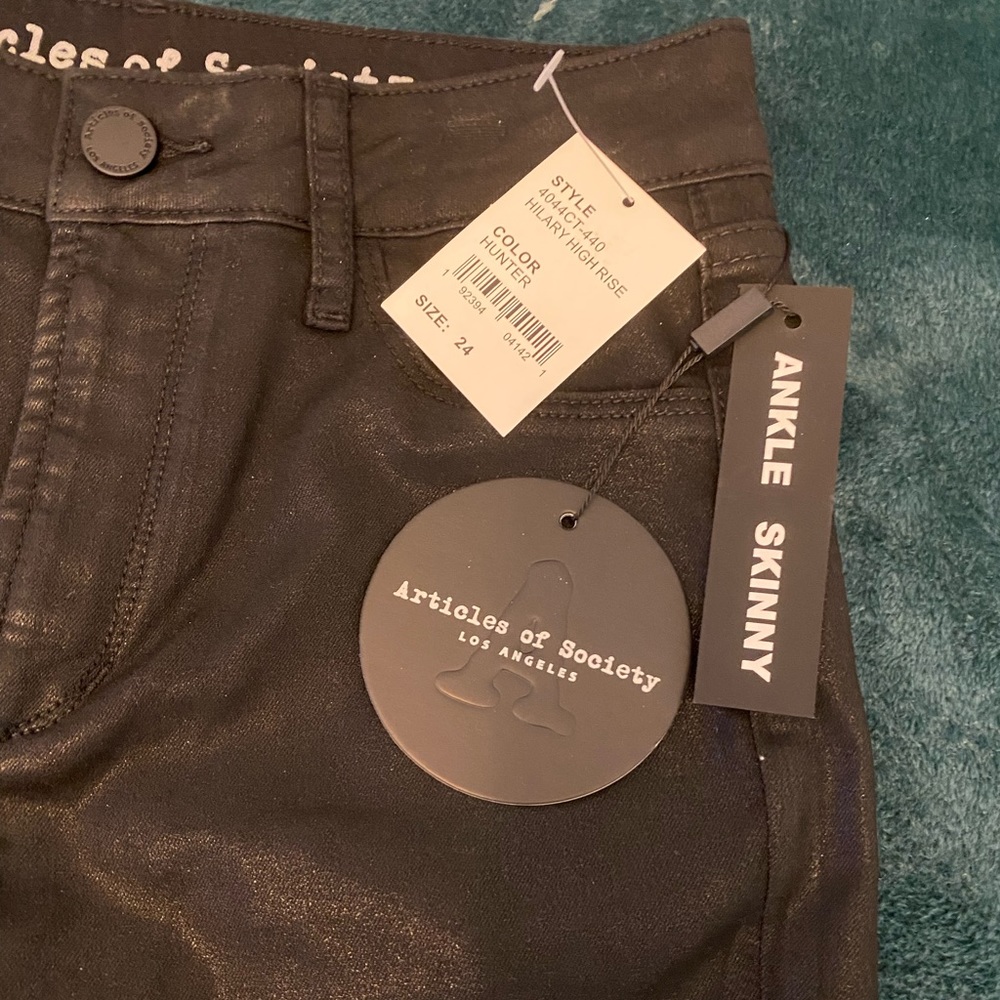 cles of Society
Articles of Society
LOS ANGELES
STYLE
4044CT-440
HILARY HIGH RISE
COLOR
HUNTER
1 92394 04142 1
SIZE: 24
ANKLE SKINNY
Articles of Society
LOS ANGELES